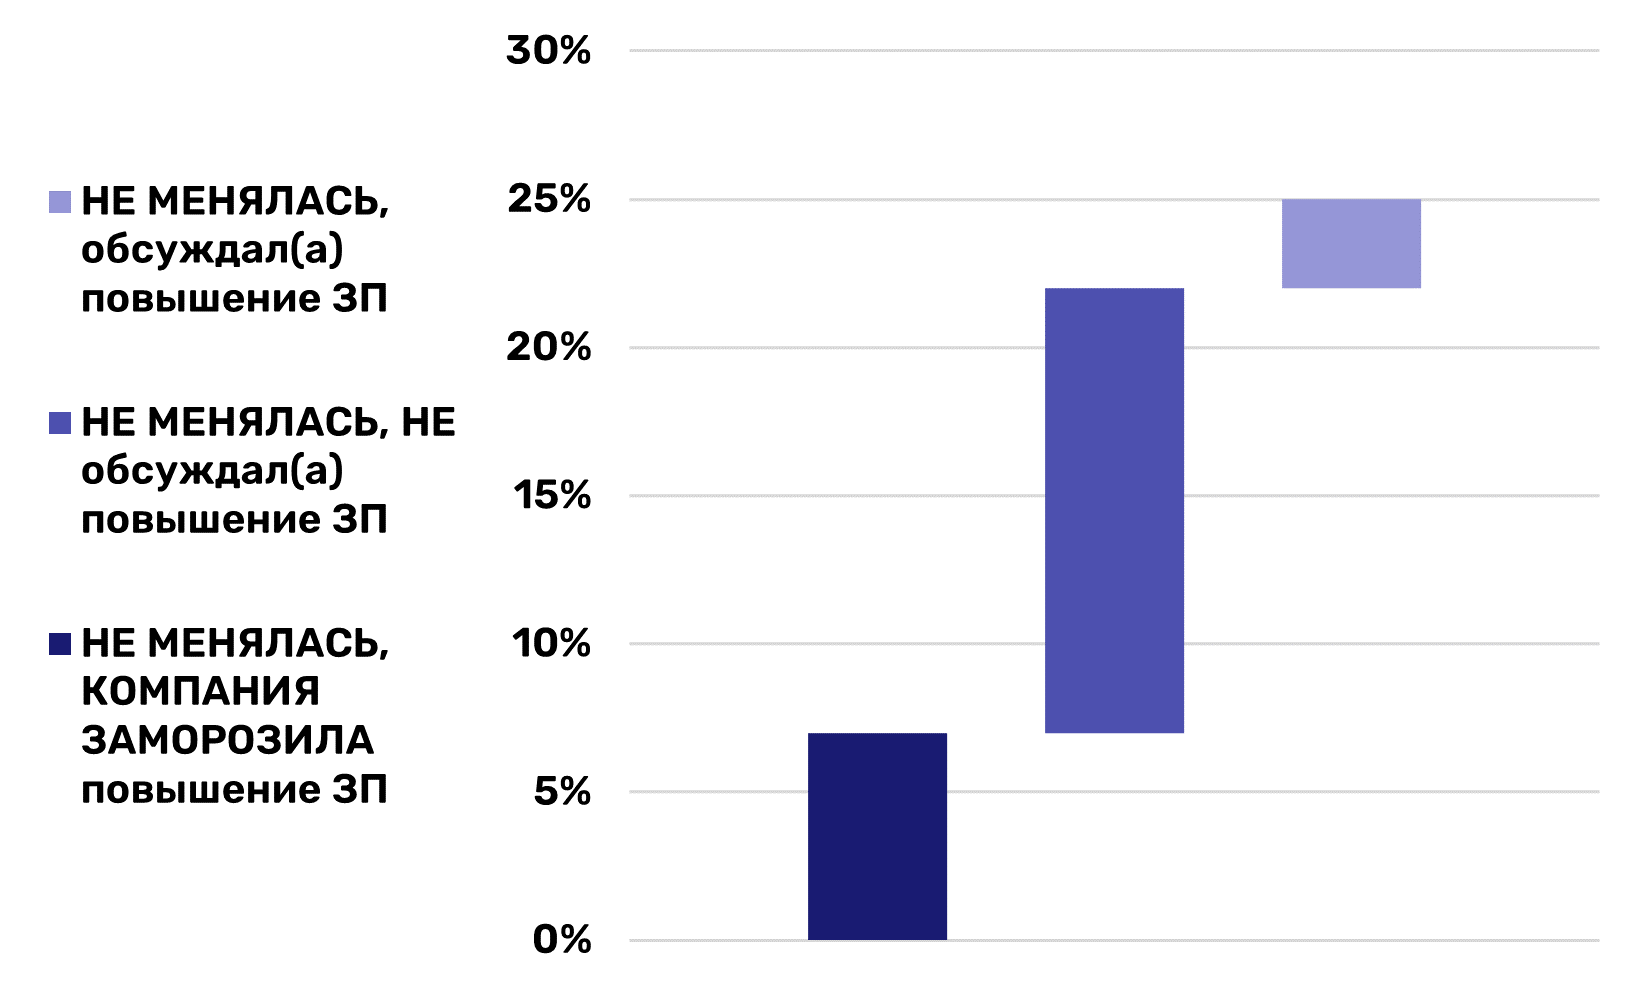 НЕ МЕНЯЛАСЬ,
обсуждал(а)
повышение ЗП
НЕ МЕНЯЛАСЬ, НЕ
обсуждал(а)
повышение ЗП
НЕ МЕНЯЛАСЬ,
КОМПАНИЯ
ЗАМОРОЗИЛА
повышение ЗП
30%
25%
20%
15%
10%
5%
0%